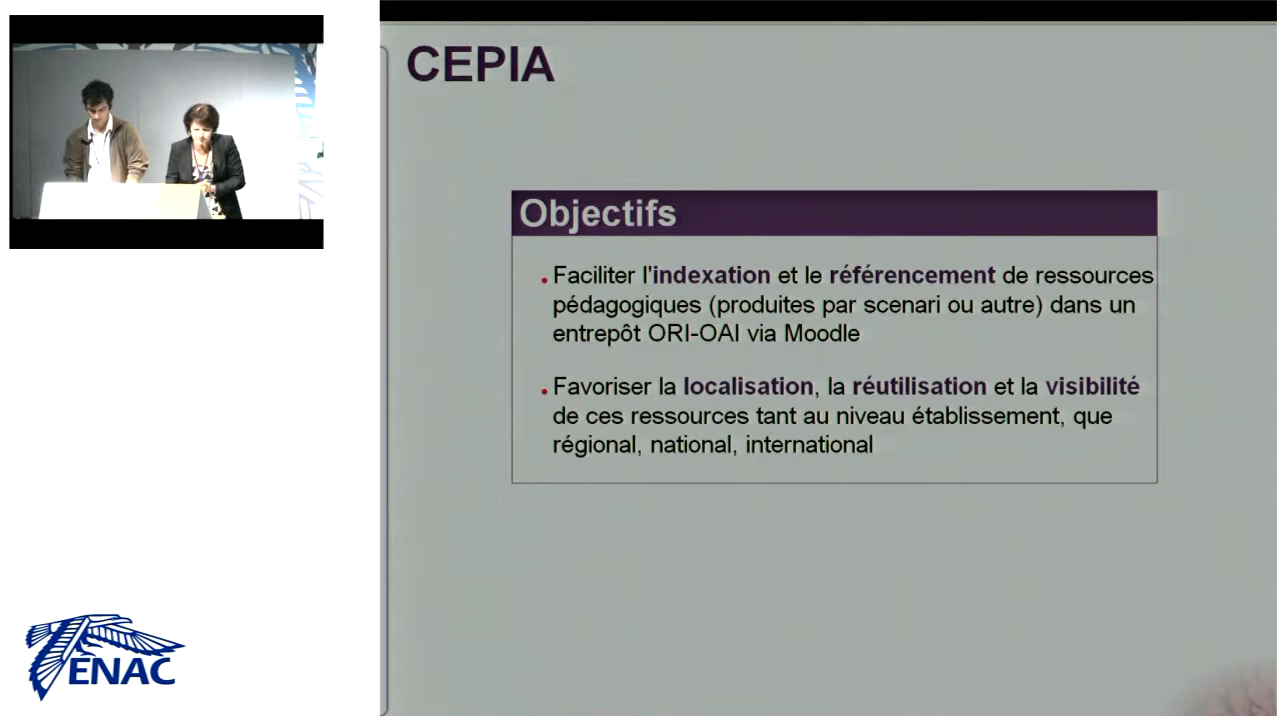 CEPIA
Objectifs
Faciliter l'indexation et le référencement de ressources
pédagogiques (produites par scenari ou autre) dans un
entrepôt ORI-OAI via Moodle
Favoriser la localisation, la réutilisation et la visibilité
de ces ressources tant au niveau établissement, que
régional, national, international
ENAC